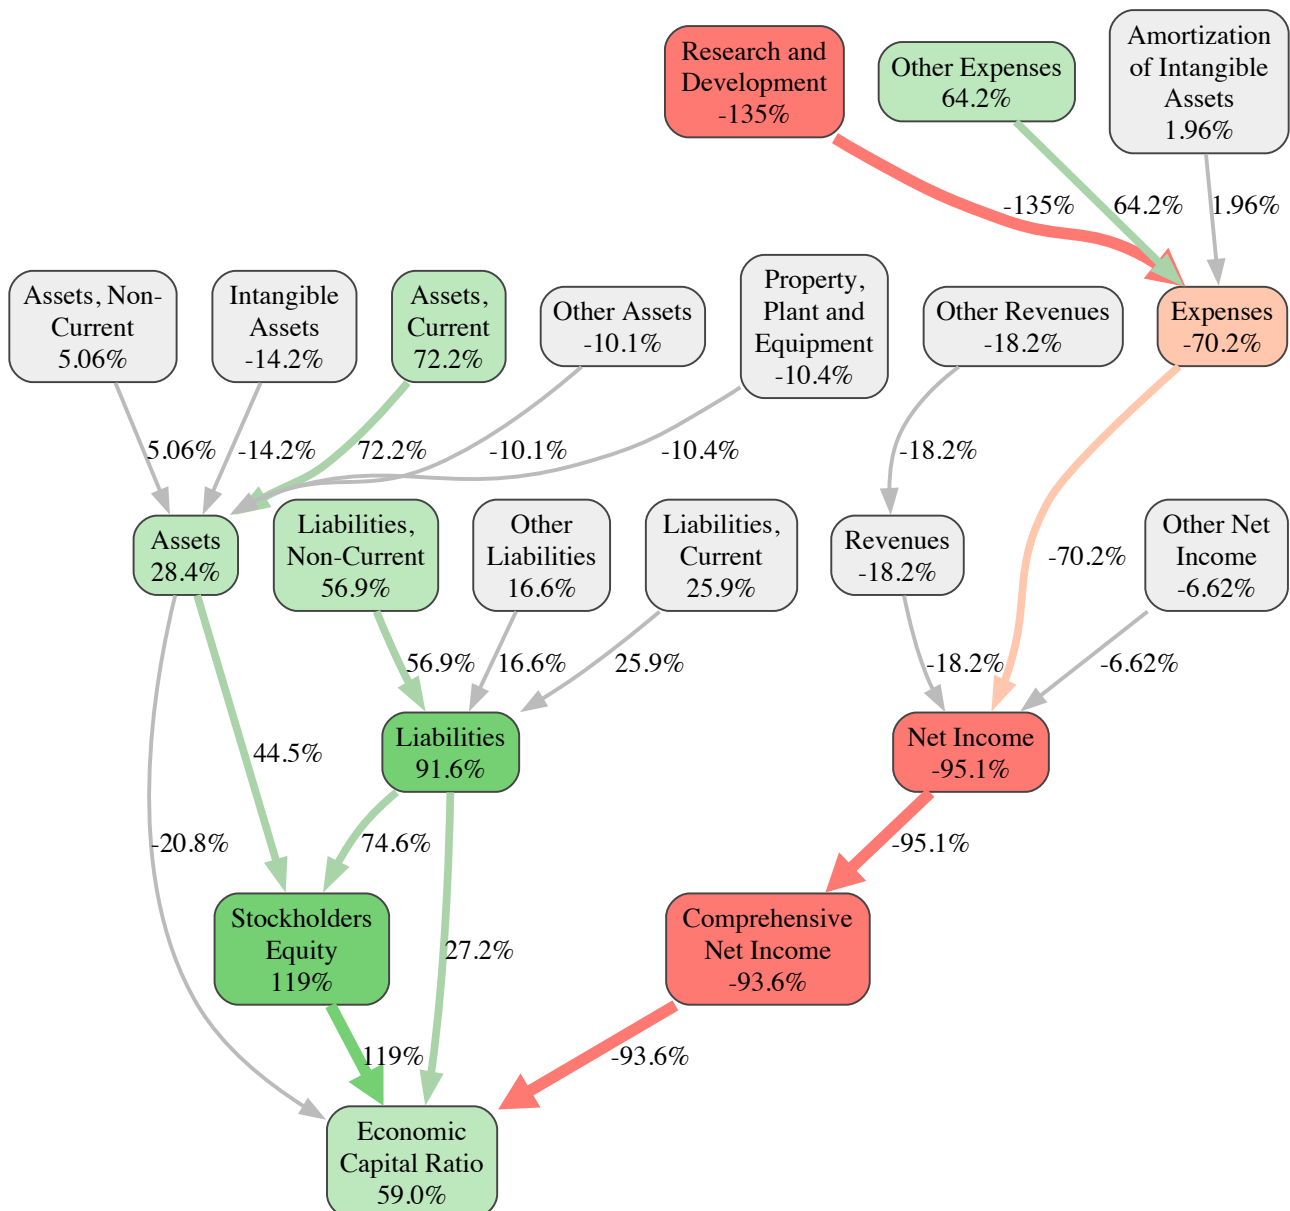 Research and
Development
-135%
Other Expenses
64.2%
Amortization
of Intangible
Assets
1.96%
-135%
64.2%
1.96%
Assets, Non-
Current
5.06%
Intangible
Assets
-14.2%
Assets,
Current
72.2%
Other Assets
-10.1%
Property,
Plant and
Equipment
-10.4%
Other Revenues
-18.2%
Expenses
-70.2%
5.06%
-14.2%
72.2%
-10.1%
-10.4%
-18.2%
Assets
28.4%
Liabilities,
Non-Current
56.9%
Other
Liabilities
16.6%
Liabilities,
Current
25.9%
Revenues
-18.2%
-70.2%
Other Net
Income
-6.62%
56.9%
16.6%
25.9%
-18.2%
-6.62%
44.5%
Liabilities
91.6%
Net Income
-95.1%
-20.8%
74.6%
-95.1%
Stockholders
Equity
119%
27.2%
Comprehensive
Net Income
-93.6%
119%
-93.6%
Economic
Capital Ratio
59.0%